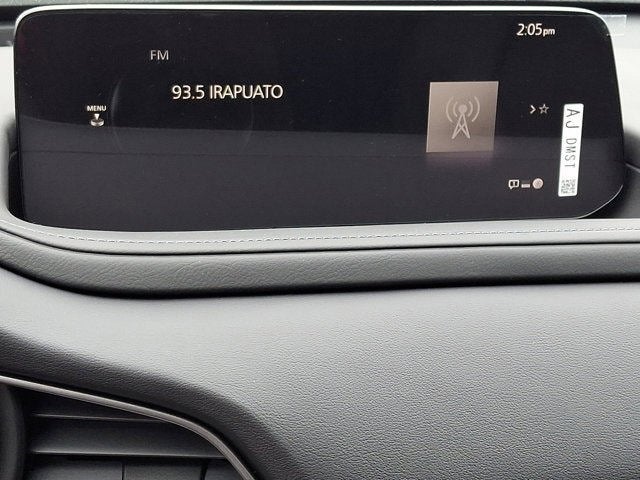 2:05pm
FM
93.5 IRAPUATO
MENU
AJ DMST